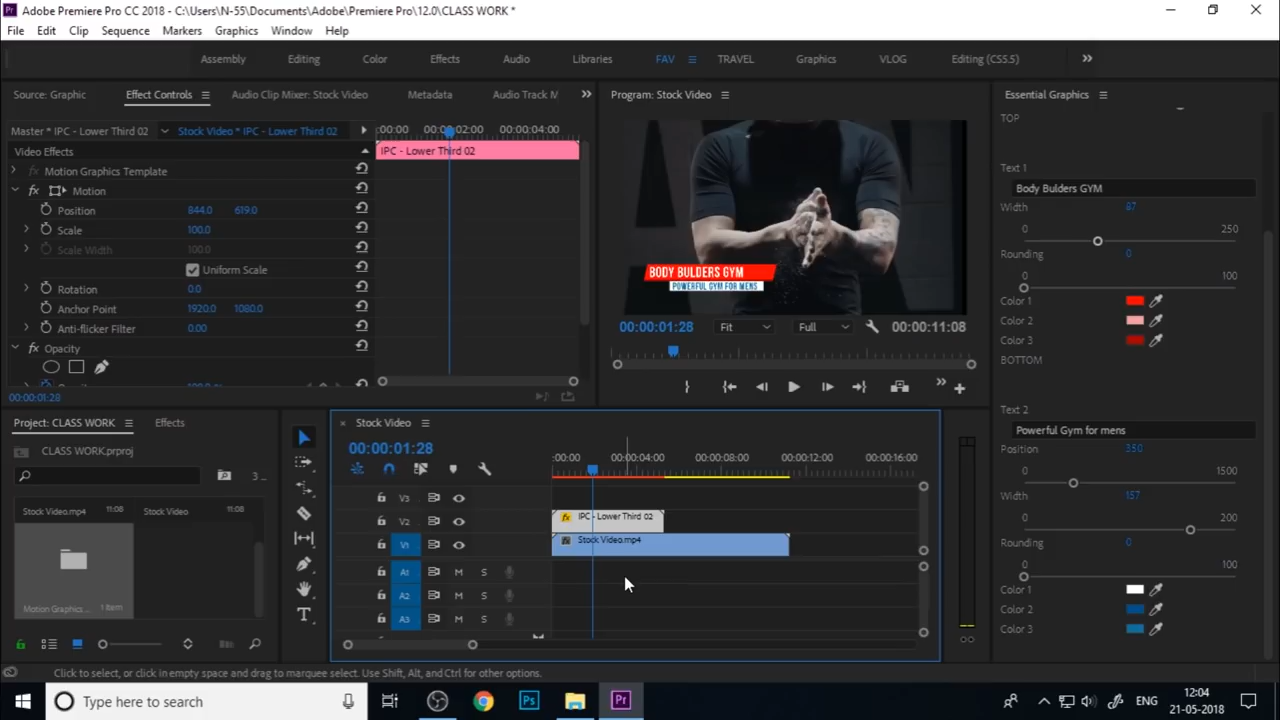 Adobe Premiere Pro CC 2018 - C:\Users\N-55\Documents\Adobe\Premiere Pro\12.0\CLASS WORK *
File Edit Clip Sequence Markers Graphics Window Help
Assembly Editing Color Effects Audio Libraries FAV TRAVEL Graphics VLOG Editing (CS5.5)
Source: Graphic Effect Controls Audio Clip Mixer: Stock Video Metadata Audio Track M
Master * IPC - Lower Third 02 Stock Video * IPC - Lower Third 02
:00:00 00:00:02:00 00:00:04:00
Video Effects
IPC - Lower Third 02
fx Motion Graphics Template
fx Motion
Position 844.0 619.0
Scale 100.0
Scale Width 100.0
Uniform Scale
Rotation 0.0
Anchor Point 1920.0 1080.0
Anti-flicker Filter 0.00
fx Opacity
00:00:01:28
Program: Stock Video
BODY BULDERS GYM
POWERFUL GYM FOR MENS
00:00:01:28 Fit Full 00:00:11:08
Essential Graphics
TOP
Text 1
Body Bulders GYM
Width 87
0 250
Rounding 0
0 100
Color 1
Color 2
Color 3
BOTTOM
Text 2
Powerful Gym for mens
Position 350
0 1500
Width 157
0 200
Rounding 0
0 100
Color 1
Color 2
Color 3
Project: CLASS WORK Effects
CLASS WORK.prproj
3 ...
Stock Video.mp4 11:08 Stock Video 11:08
Motion Graphics ... 1 Item
Stock Video
00:00:01:28
:00:00 00:00:04:00 00:00:08:00 00:00:12:00 00:00:16:00
V3
V2 fx IPC - Lower Third 02
V1 fx Stock Video.mp4
A1 M S
A2 M S
A3 M S
Click to select, or click in empty space and drag to marquee select. Use Shift, Alt, and Ctrl for other options.
Type here to search
Ps
Pr
ENG
12:04
21-05-2018